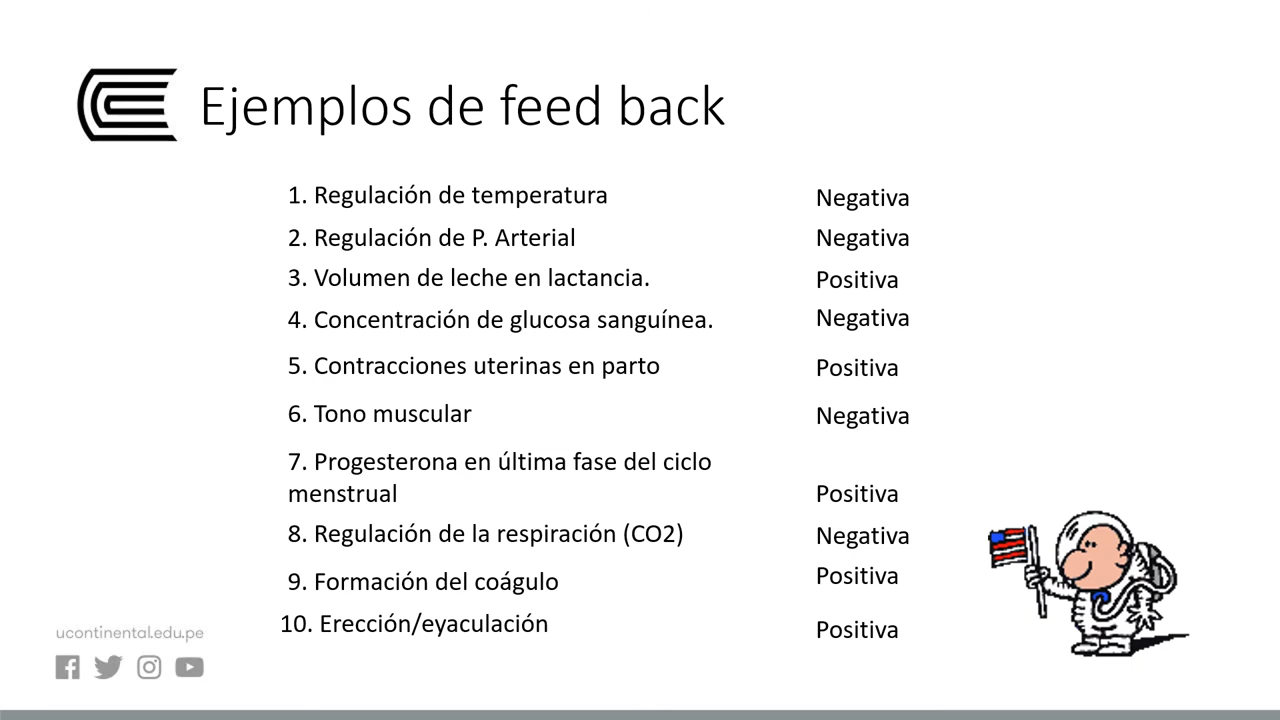 Ejemplos de feed back
1. Regulación de temperatura Negativa
2. Regulación de P. Arterial Negativa
3. Volumen de leche en lactancia. Positiva
4. Concentración de glucosa sanguínea. Negativa
5. Contracciones uterinas en parto Positiva
6. Tono muscular Negativa
7. Progesterona en última fase del ciclo
menstrual Positiva
8. Regulación de la respiración (CO2) Negativa
9. Formación del coágulo Positiva
10. Erección/eyaculación Positiva
ucontinental.edu.pe